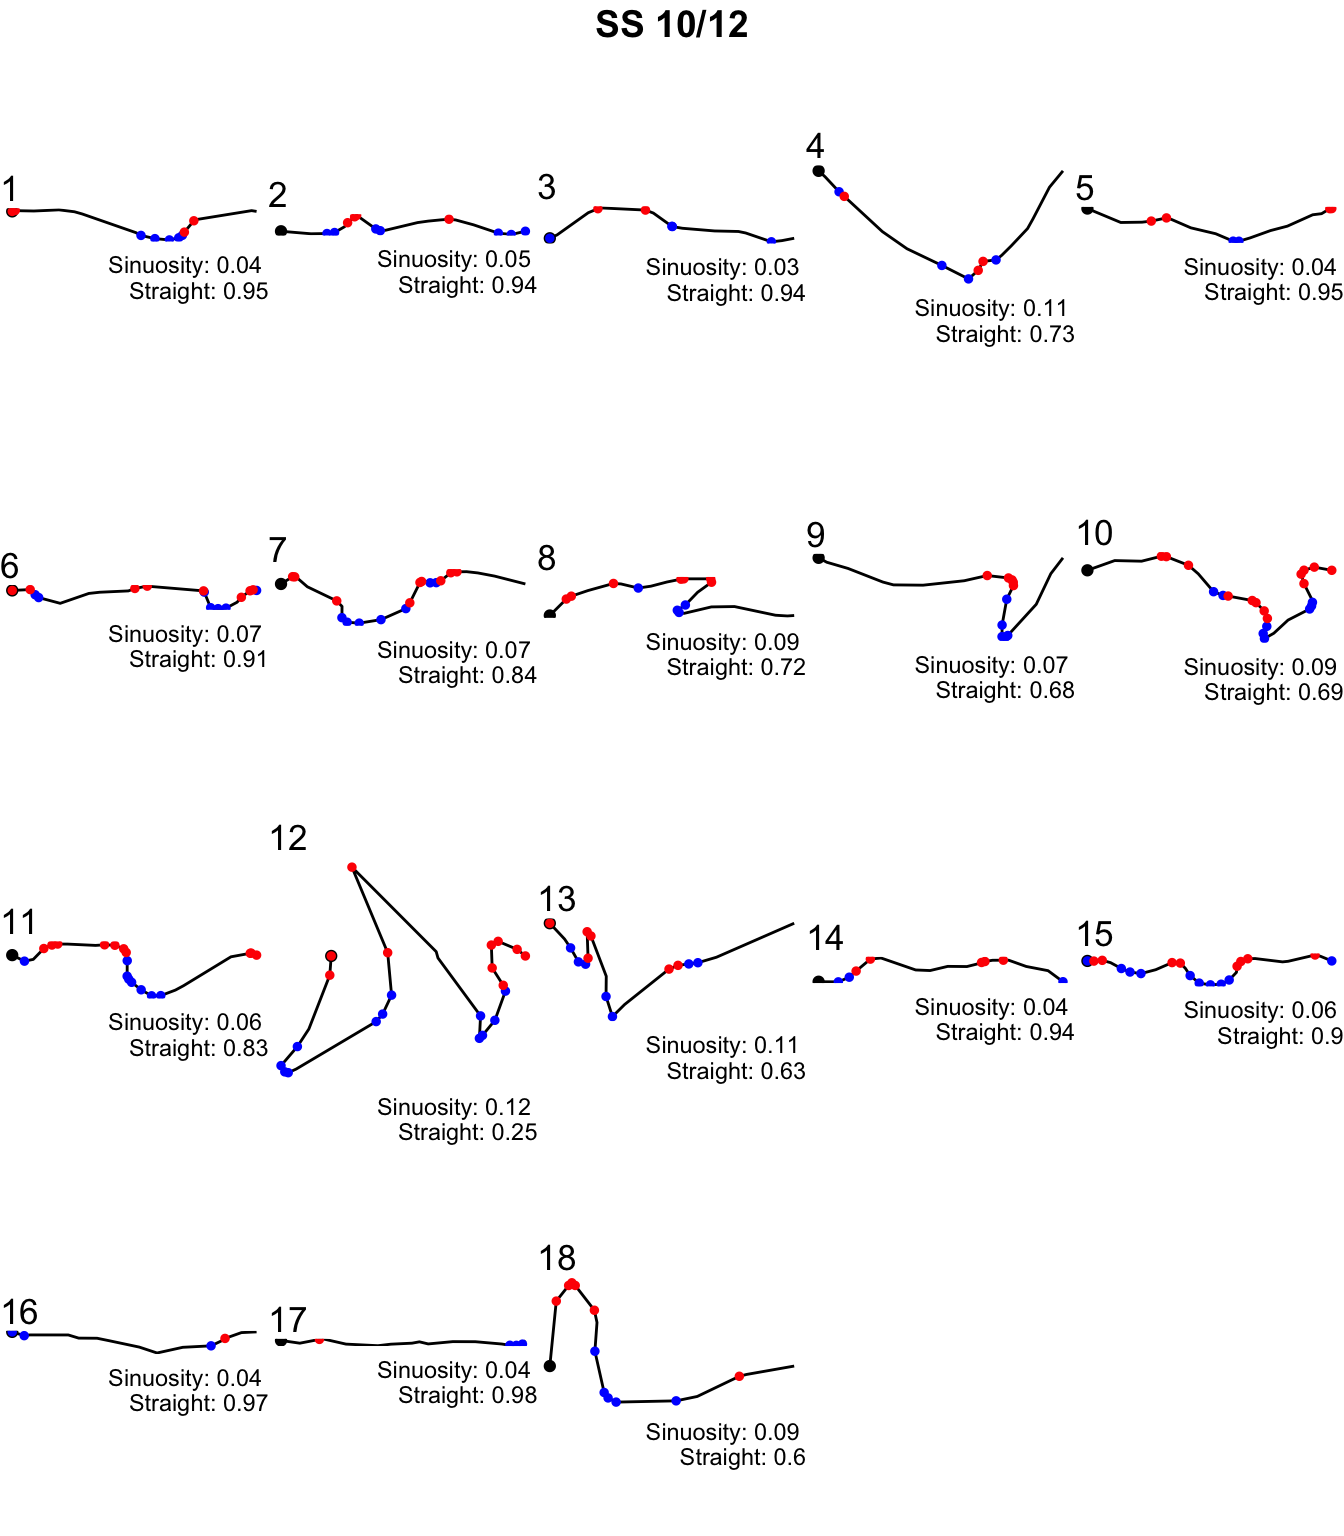 SS 10/12
1
Sinuosity: 0.04
Straight: 0.95
2
Sinuosity: 0.05
Straight: 0.94
3
Sinuosity: 0.03
Straight: 0.94
4
Sinuosity: 0.11
Straight: 0.73
5
Sinuosity: 0.04
Straight: 0.95
6
Sinuosity: 0.07
Straight: 0.91
7
Sinuosity: 0.07
Straight: 0.84
8
Sinuosity: 0.09
Straight: 0.72
9
Sinuosity: 0.07
Straight: 0.68
10
Sinuosity: 0.09
Straight: 0.69
11
Sinuosity: 0.06
Straight: 0.83
12
Sinuosity: 0.12
Straight: 0.25
13
Sinuosity: 0.11
Straight: 0.63
14
Sinuosity: 0.04
Straight: 0.94
15
Sinuosity: 0.06
Straight: 0.9
16
Sinuosity: 0.04
Straight: 0.97
17
Sinuosity: 0.04
Straight: 0.98
18
Sinuosity: 0.09
Straight: 0.6